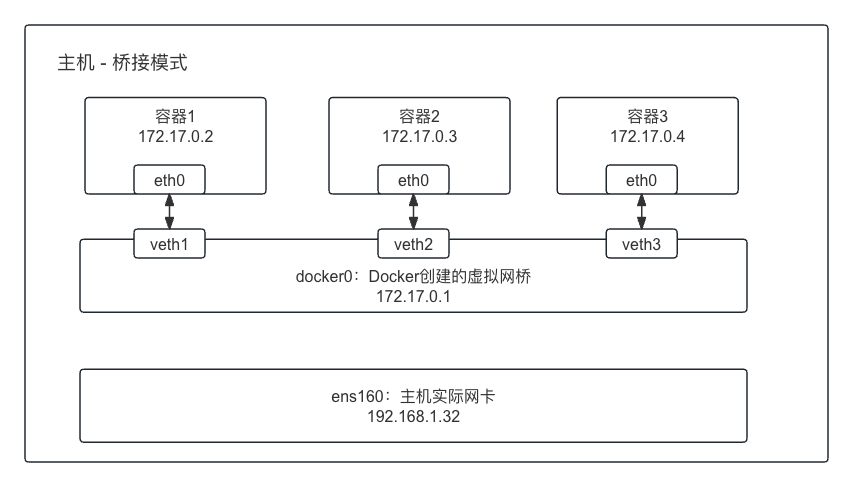 主机 - 桥接模式
容器1
172.17.0.2
容器2
172.17.0.3
容器3
172.17.0.4
eth0
eth0
eth0
veth1
veth2
veth3
docker0：Docker创建的虚拟网桥
172.17.0.1
ens160：主机实际网卡
192.168.1.32